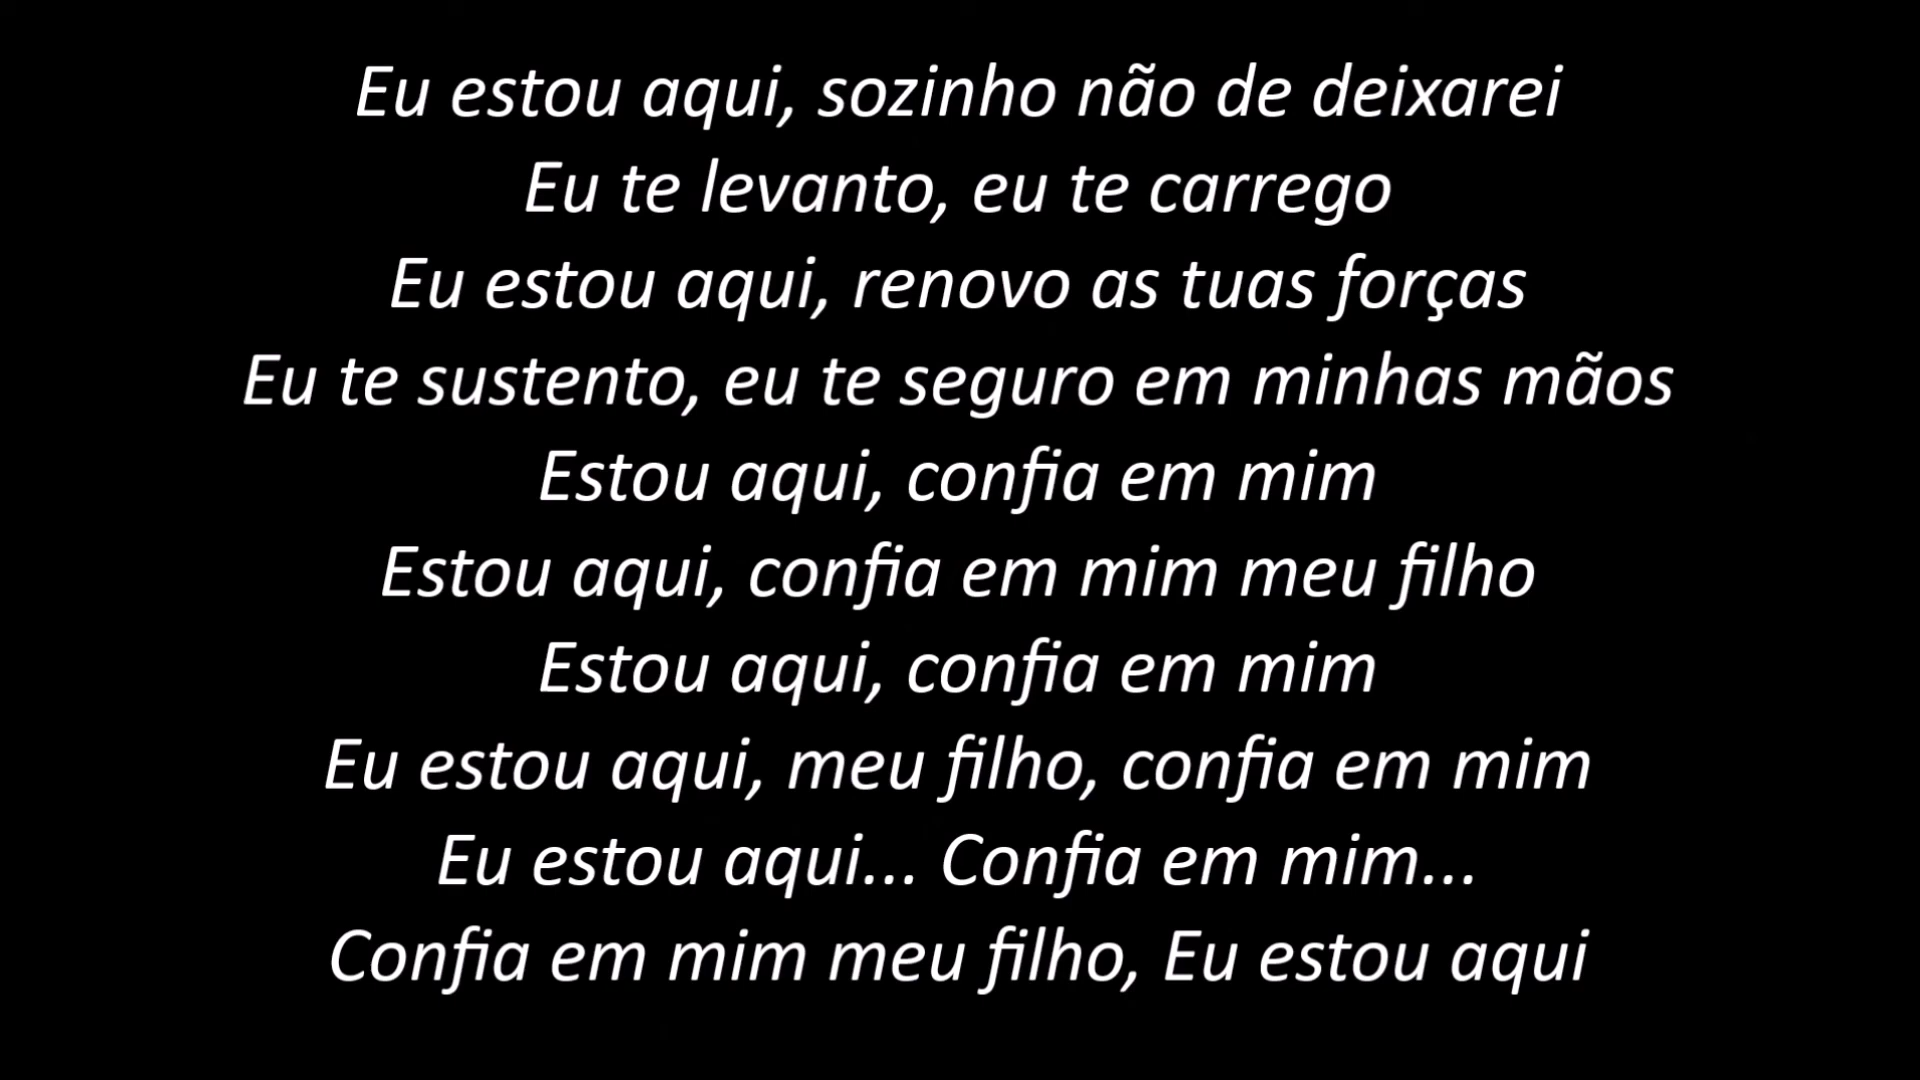 Eu estou aqui, sozinho não de deixarei
Eu te levanto, eu te carrego
Eu estou aqui, renovo as tuas forças
Eu te sustento, eu te seguro em minhas mãos
Estou aqui, confia em mim
Estou aqui, confia em mim meu filho
Estou aqui, confia em mim
Eu estou aqui, meu filho, confia em mim
Eu estou aqui... Confia em mim...
Confia em mim meu filho, Eu estou aqui